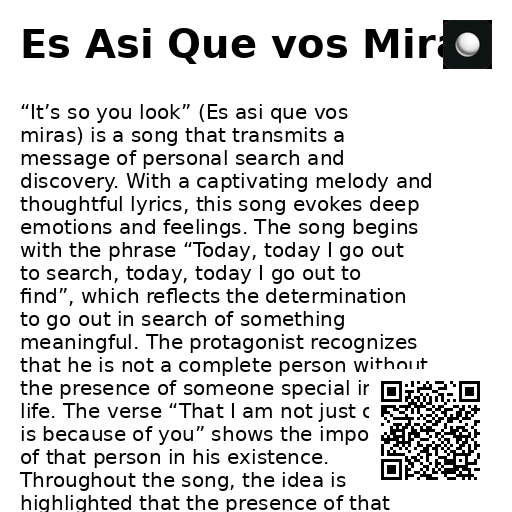 Es Asi Que vos Mira
“It’s so you look” (Es asi que vos
miras) is a song that transmits a
message of personal search and
discovery. With a captivating melody and
thoughtful lyrics, this song evokes deep
emotions and feelings. The song begins
with the phrase “Today, today I go out
to search, today, today I go out to
find”, which reflects the determination
to go out in search of something
meaningful. The protagonist recognizes
that he is not a complete person without
the presence of someone special
life. The verse “That I am not just
is because of you” shows the impo
of that person in his existence.
Throughout the song, the idea is
highlighted that the presence of that